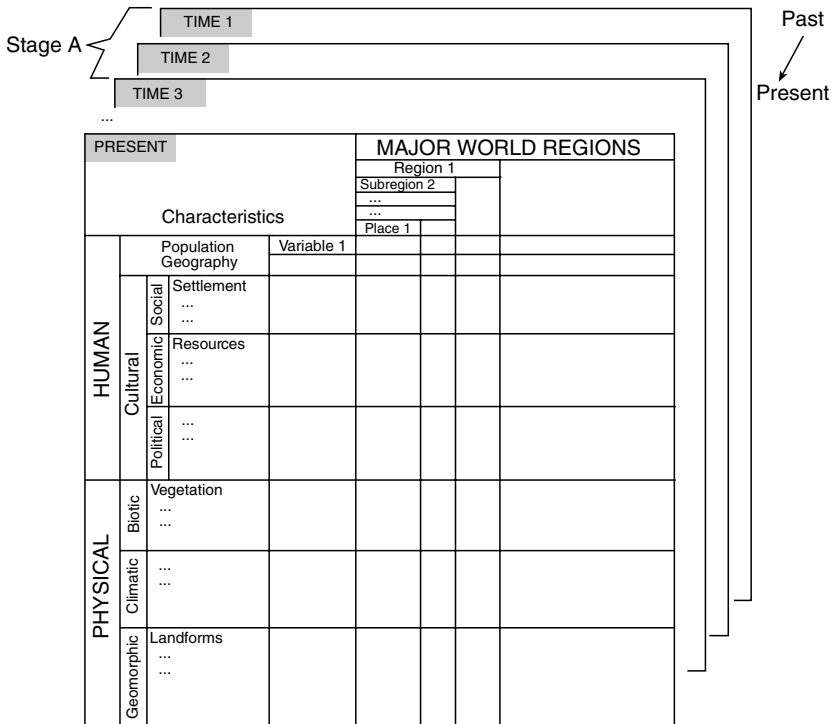 TIME 1
Past
Stage A
TIME 2
TIME 3
Present
...
PRESENT
MAJOR WORLD REGIONS
Region 1
Subregion 2
...
...
Characteristics
Place 1
Population
Geography
Variable 1
HUMAN
Cultural
Social
Settlement
...
...
Economic
Resources
...
...
Political
...
...
PHYSICAL
Biotic
Vegetation
...
...
Climatic
...
...
Geomorphic
Landforms
...
...